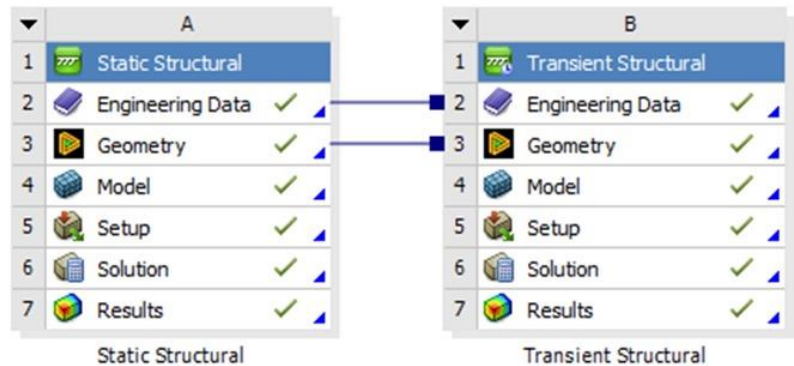 A
1 Static Structural
2 Engineering Data
3 Geometry
4 Model
5 Setup
6 Solution
7 Results
Static Structural
B
1 Transient Structural
2 Engineering Data
3 Geometry
4 Model
5 Setup
6 Solution
7 Results
Transient Structural